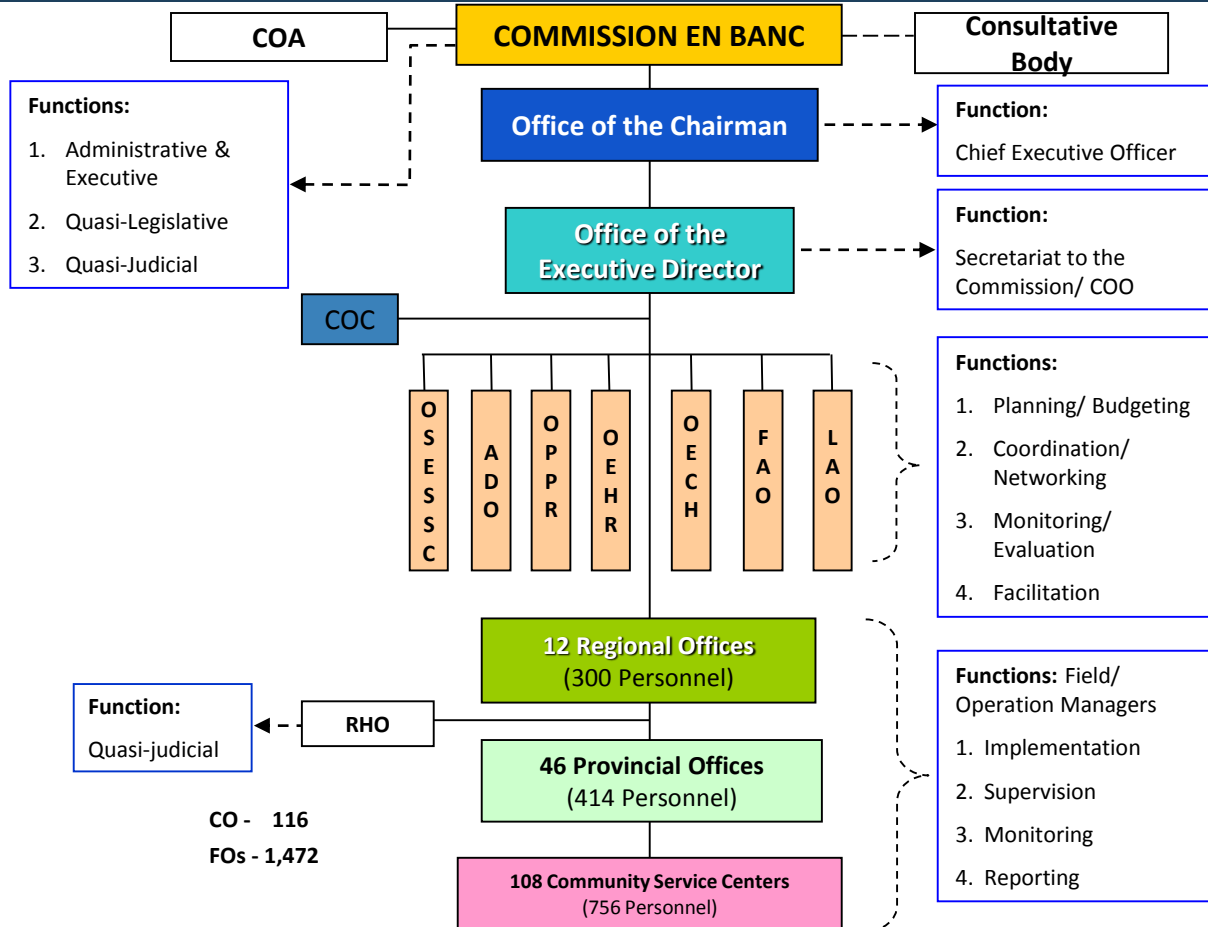 COA
COMMISSION EN BANC
Consultative
Body
Functions:
1. Administrative &
Executive
2. Quasi-Legislative
3. Quasi-Judicial
Office of the Chairman
Function:
Chief Executive Officer
Office of the
Executive Director
Function:
Secretariat to the
Commission/ COO
COC
OSESSC
ADO
OPPR
OEHR
OECH
FAO
LAO
Functions:
1. Planning/ Budgeting
2. Coordination/
Networking
3. Monitoring/
Evaluation
4. Facilitation
12 Regional Offices
(300 Personnel)
Function:
Quasi-judicial
RHO
46 Provincial Offices
(414 Personnel)
Functions: Field/
Operation Managers
1. Implementation
2. Supervision
3. Monitoring
4. Reporting
CO - 116
FOs - 1,472
108 Community Service Centers
(756 Personnel)